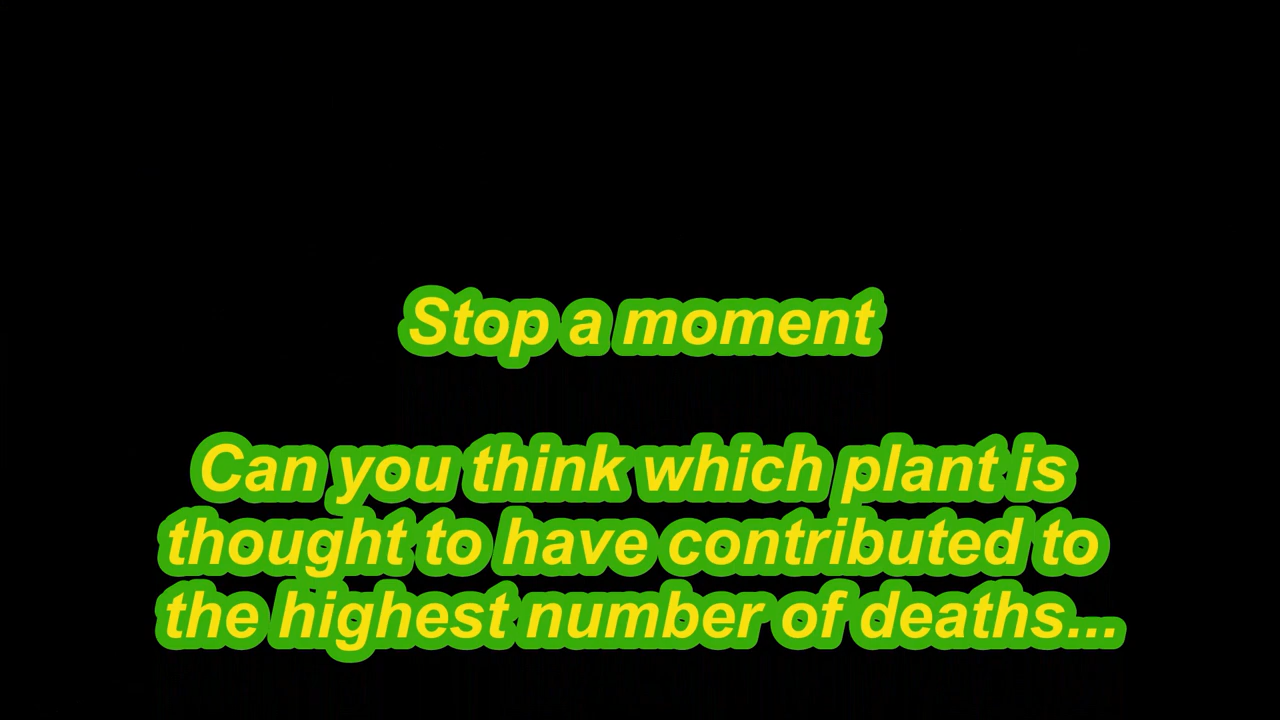 Stop a moment
Can you think which plant is
thought to have contributed to
the highest number of deaths...